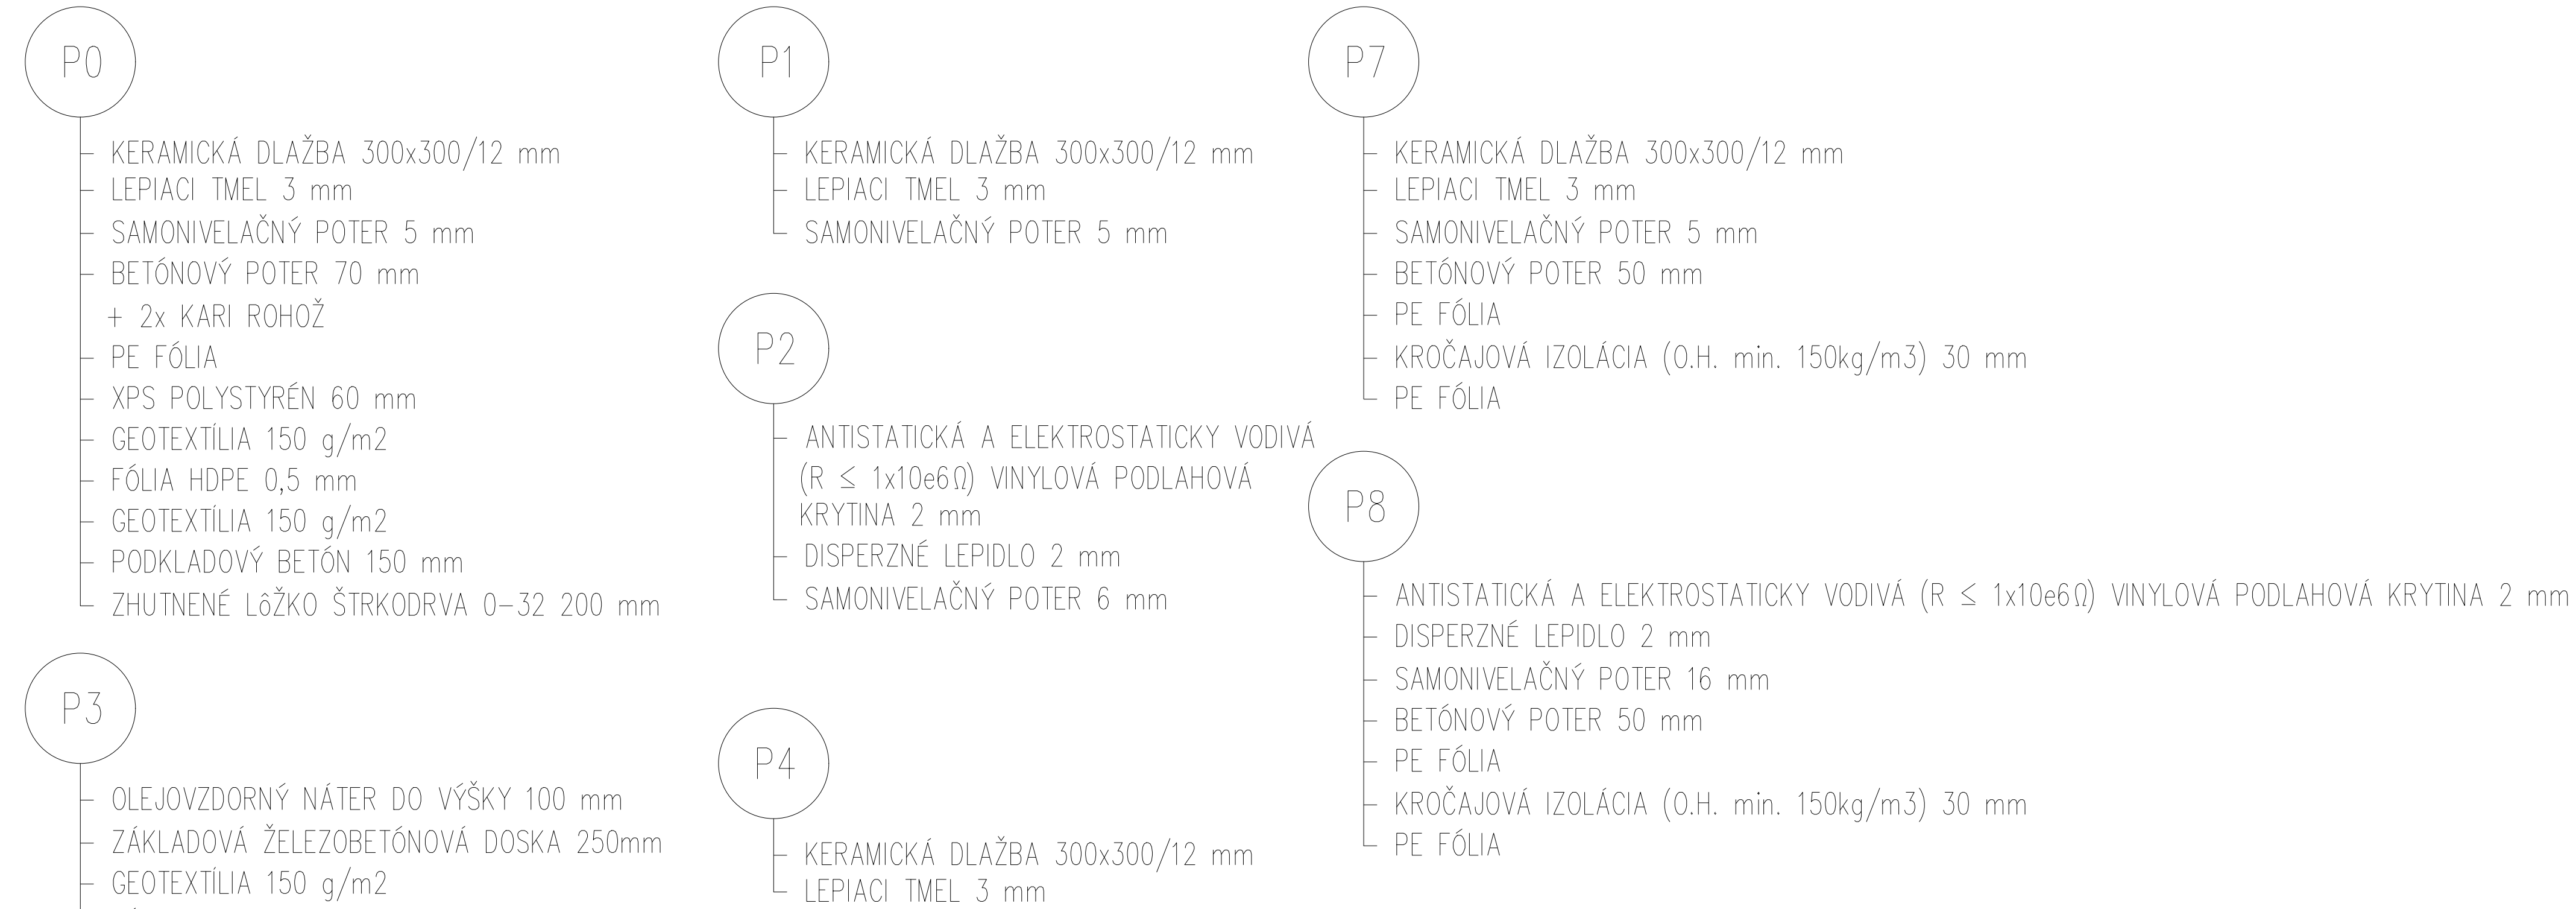 P0
KERAMICKÁ DLAŽBA 300x300/12 mm
LEPIACI TMEL 3 mm
SAMONIVELAČNÝ POTER 5 mm
BETÓNOVÝ POTER 70 mm
+ 2x KARI ROHOŽ
PE FÓLIA
XPS POLYSTYRÉN 60 mm
GEOTEXTÍLIA 150 g/m2
FÓLIA HDPE 0,5 mm
GEOTEXTÍLIA 150 g/m2
PODKLADOVÝ BETÓN 150 mm
ZHUTNENÉ LôŽKO ŠTRKODRVA 0-32 200 mm
P3
OLEJOVZDORNÝ NÁTER DO VÝŠKY 100 mm
ZÁKLADOVÁ ŽELEZOBETÓNOVÁ DOSKA 250mm
GEOTEXTÍLIA 150 g/m2
P1
KERAMICKÁ DLAŽBA 300x300/12 mm
LEPIACI TMEL 3 mm
SAMONIVELAČNÝ POTER 5 mm
P2
ANTISTATICKÁ A ELEKTROSTATICKY VODIVÁ
(R ≤ 1x10e6Ω) VINYLOVÁ PODLAHOVÁ
KRYTINA 2 mm
DISPERZNÉ LEPIDLO 2 mm
SAMONIVELAČNÝ POTER 6 mm
P4
KERAMICKÁ DLAŽBA 300x300/12 mm
LEPIACI TMEL 3 mm
P7
KERAMICKÁ DLAŽBA 300x300/12 mm
LEPIACI TMEL 3 mm
SAMONIVELAČNÝ POTER 5 mm
BETÓNOVÝ POTER 50 mm
PE FÓLIA
KROČAJOVÁ IZOLÁCIA (O.H. min. 150kg/m3) 30 mm
PE FÓLIA
P8
ANTISTATICKÁ A ELEKTROSTATICKY VODIVÁ (R ≤ 1x10e6Ω) VINYLOVÁ PODLAHOVÁ KRYTINA 2 mm
DISPERZNÉ LEPIDLO 2 mm
SAMONIVELAČNÝ POTER 16 mm
BETÓNOVÝ POTER 50 mm
PE FÓLIA
KROČAJOVÁ IZOLÁCIA (O.H. min. 150kg/m3) 30 mm
PE FÓLIA